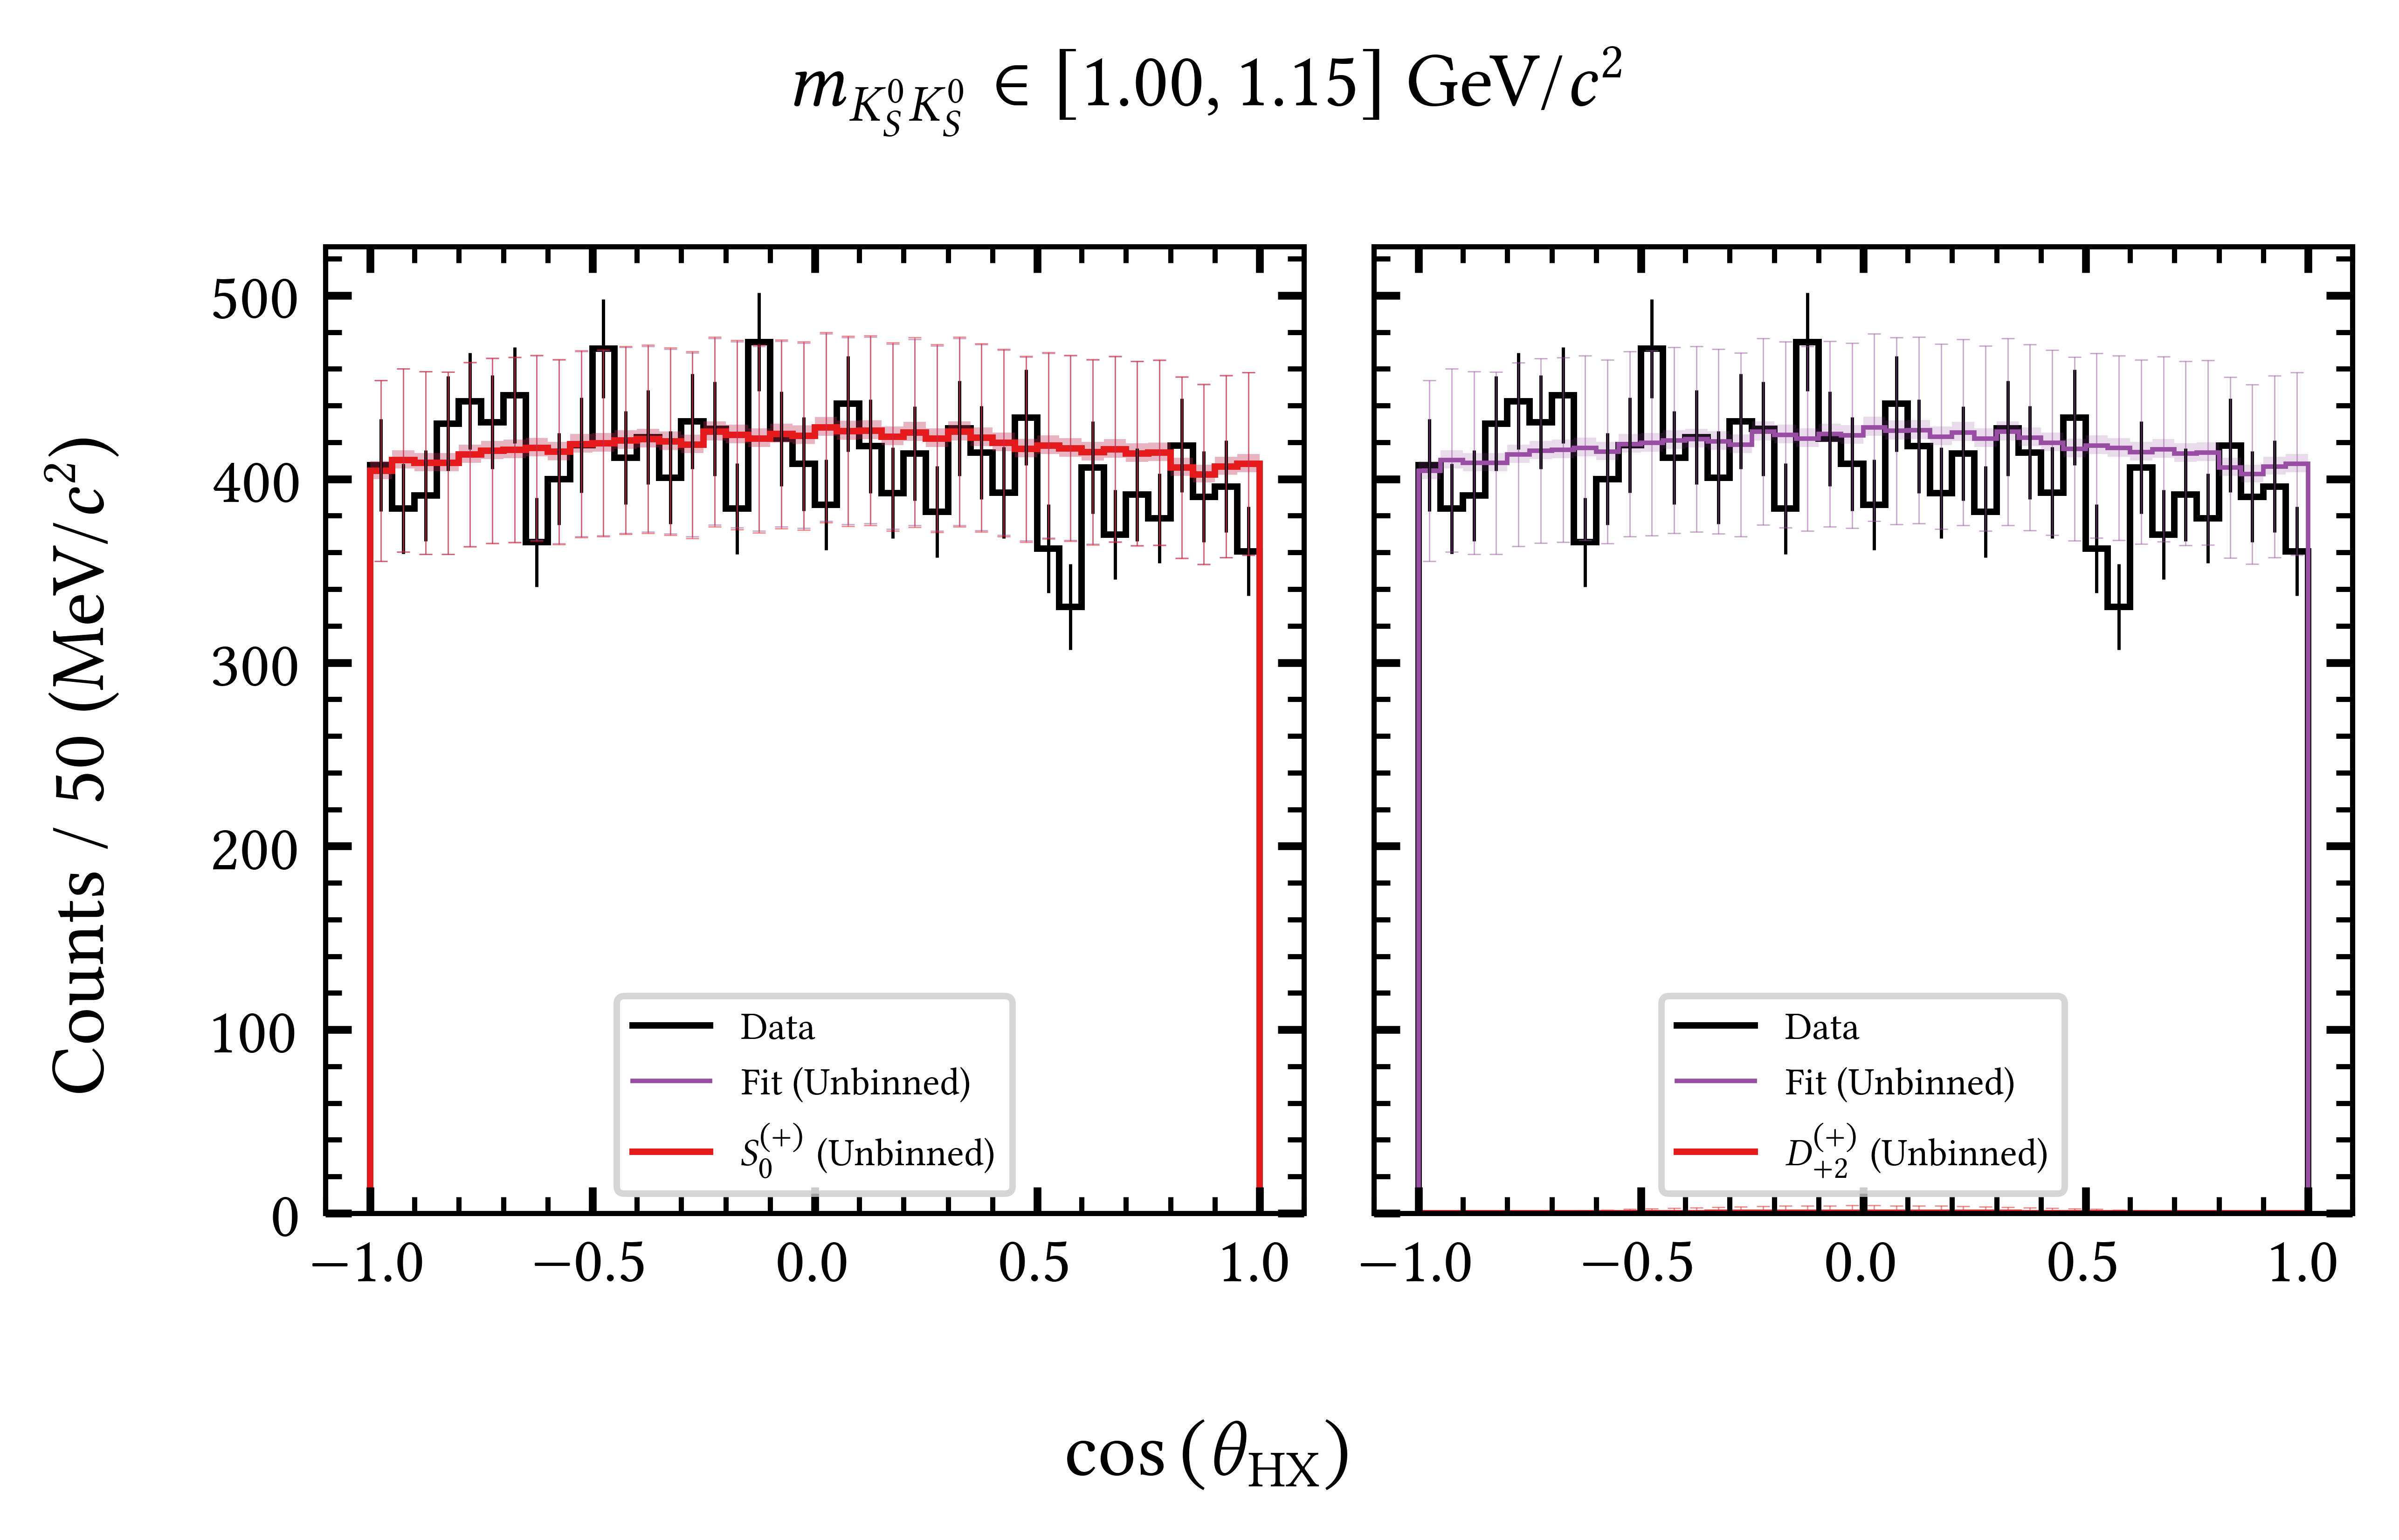 m_{K_S^0 K_S^0} ∈ [1.00, 1.15] GeV/c²
Counts / 50 (MeV/c²)
500
400
300
200
100
0
Data
Fit (Unbinned)
S_0^{(+)} (Unbinned)
−1.0 −0.5 0.0 0.5 1.0
Data
Fit (Unbinned)
D_{+2}^{(+)} (Unbinned)
−1.0 −0.5 0.0 0.5 1.0
cos (θ_HX)